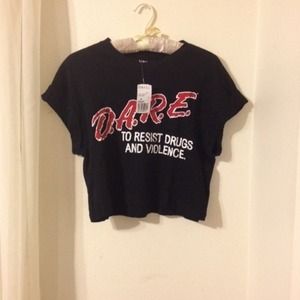 D.A.R.E.
TO RESIST DRUGS
AND VIOLENCE.